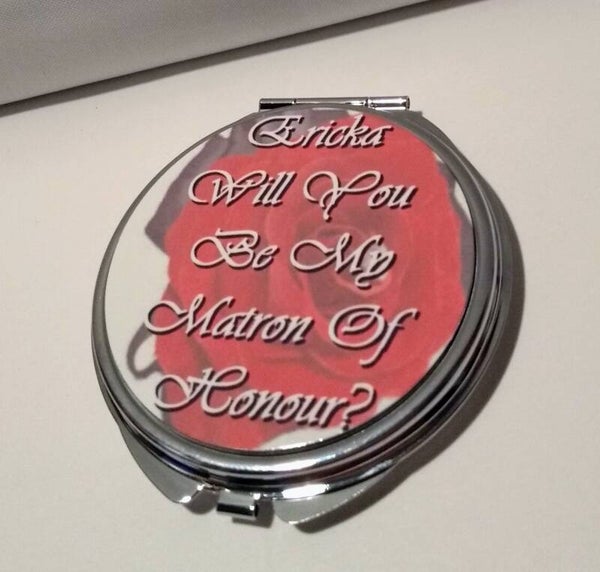 Ericka
Will You
Be My
Matron Of
Honour?